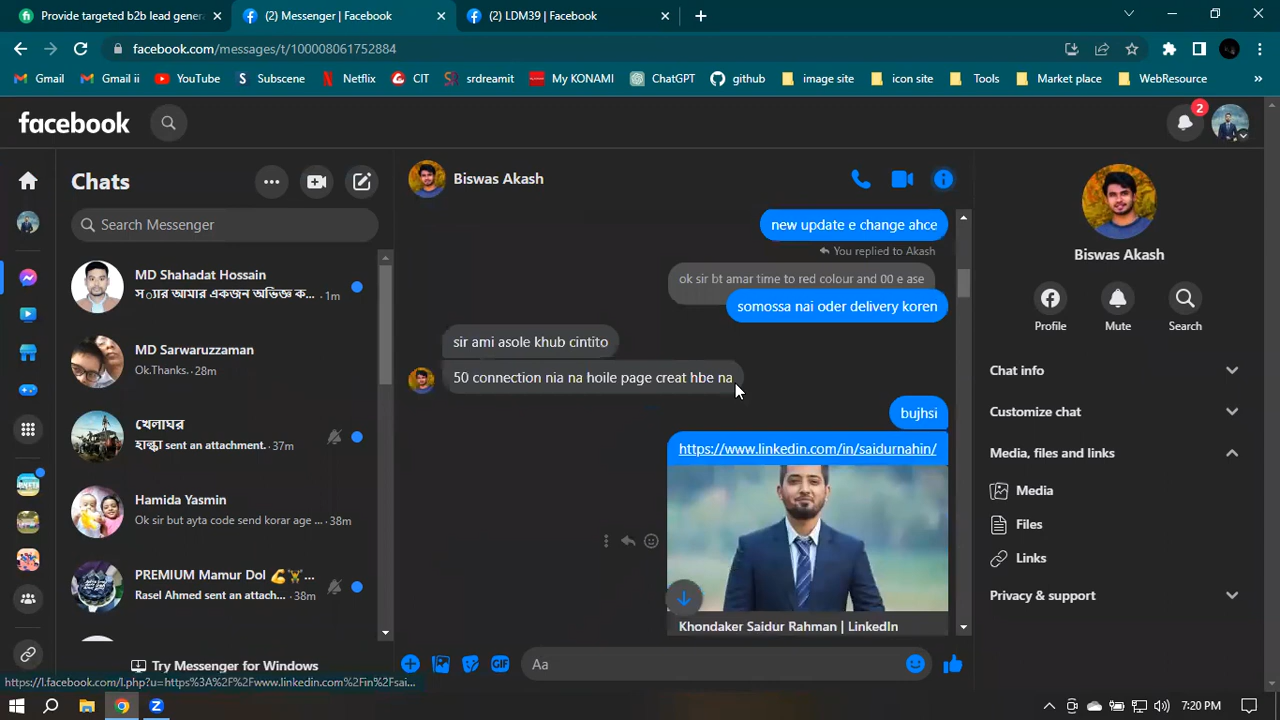 Provide targeted b2b lead gener
(2) Messenger | Facebook
(2) LDM39 | Facebook
facebook.com/messages/t/100008061752884
Gmail
Gmail ii
YouTube
Subscene
Netflix
CIT
srdreamit
My KONAMI
ChatGPT
github
image site
icon site
Tools
Market place
WebResource
»
facebook
2
Chats
Search Messenger
MD Shahadat Hossain
স্যার আমার একজন অভিজ্ঞ ক... · 1m
MD Sarwaruzzaman
Ok.Thanks. · 28m
খেলাঘর
হাল্কা sent an attachment. · 37m
Hamida Yasmin
Ok sir but ayta code send korar age ... · 38m
PREMIUM Mamur Dol 💪🏋...
Rasel Ahmed sent an attach... · 38m
Try Messenger for Windows
https://l.facebook.com/l.php?u=https%3A%2F%2Fwww.linkedin.com%2Fin%2Fsai...
Biswas Akash
new update e change ahce
You replied to Akash
ok sir bt amar time to red colour and 00 e ase
somossa nai oder delivery koren
sir ami asole khub cintito
50 connection nia na hoile page creat hbe na
bujhsi
https://www.linkedin.com/in/saidurnahin/
Khondaker Saidur Rahman | LinkedIn
GIF
Aa
Biswas Akash
Profile
Mute
Search
Chat info
Customize chat
Media, files and links
Media
Files
Links
Privacy & support
7:20 PM